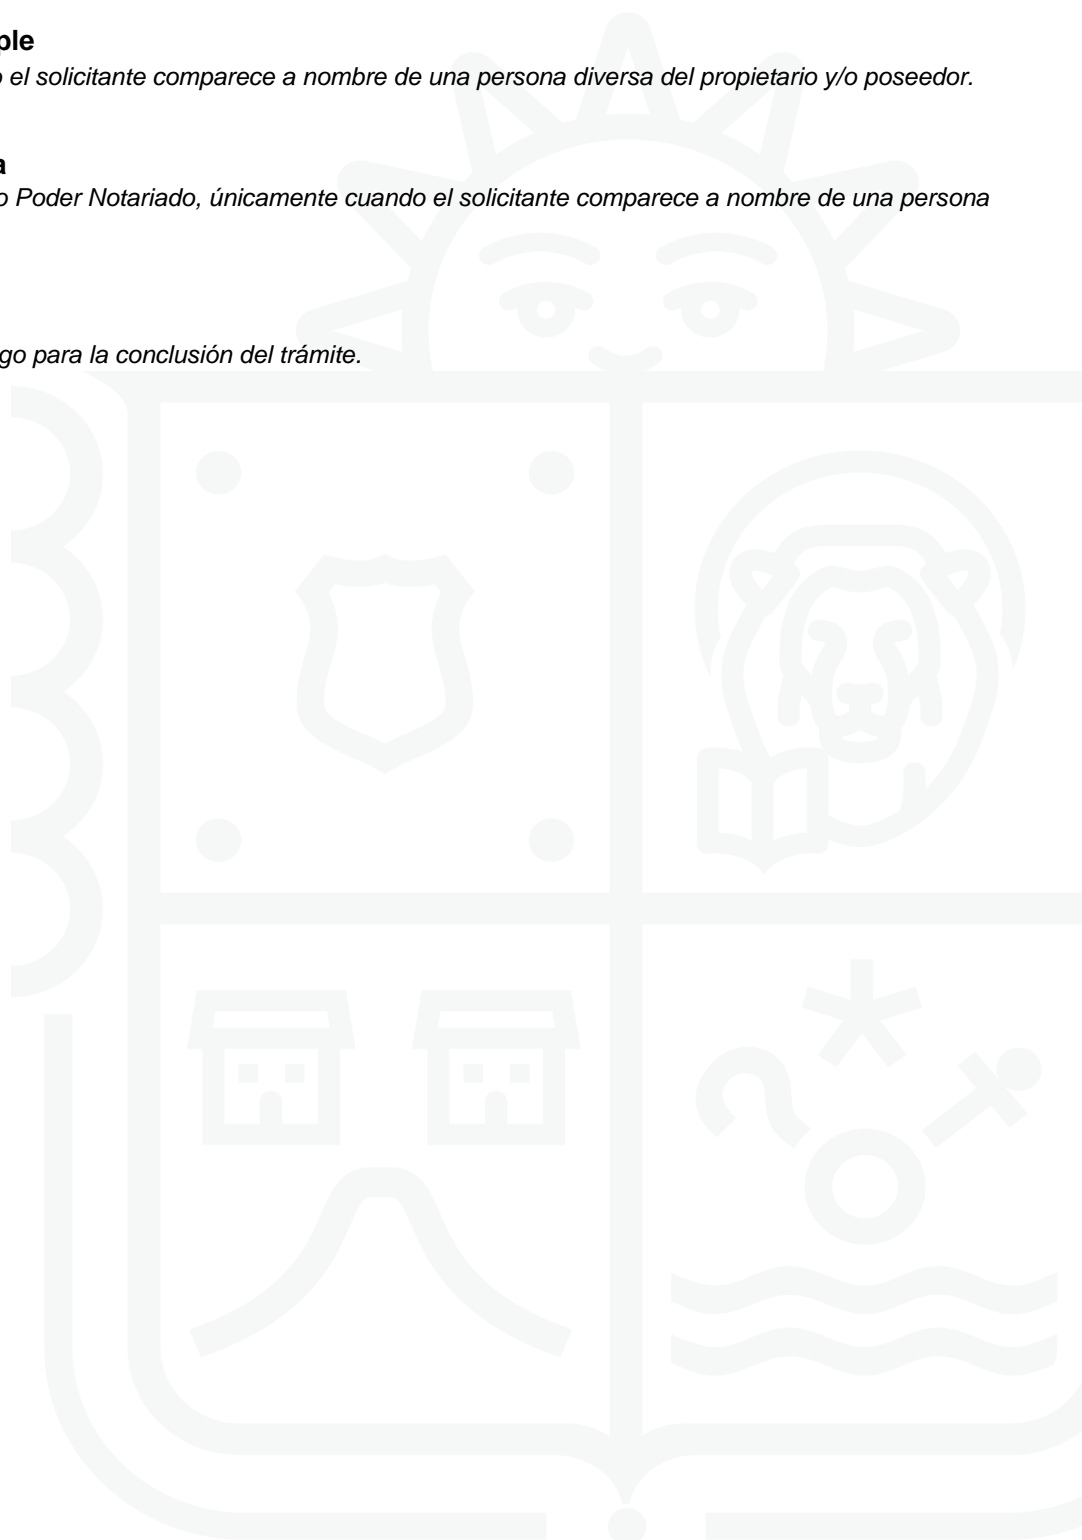 ple
o el solicitante comparece a nombre de una persona diversa del propietario y/o poseedor.
a
o Poder Notariado, únicamente cuando el solicitante comparece a nombre de una persona
go para la conclusión del trámite.